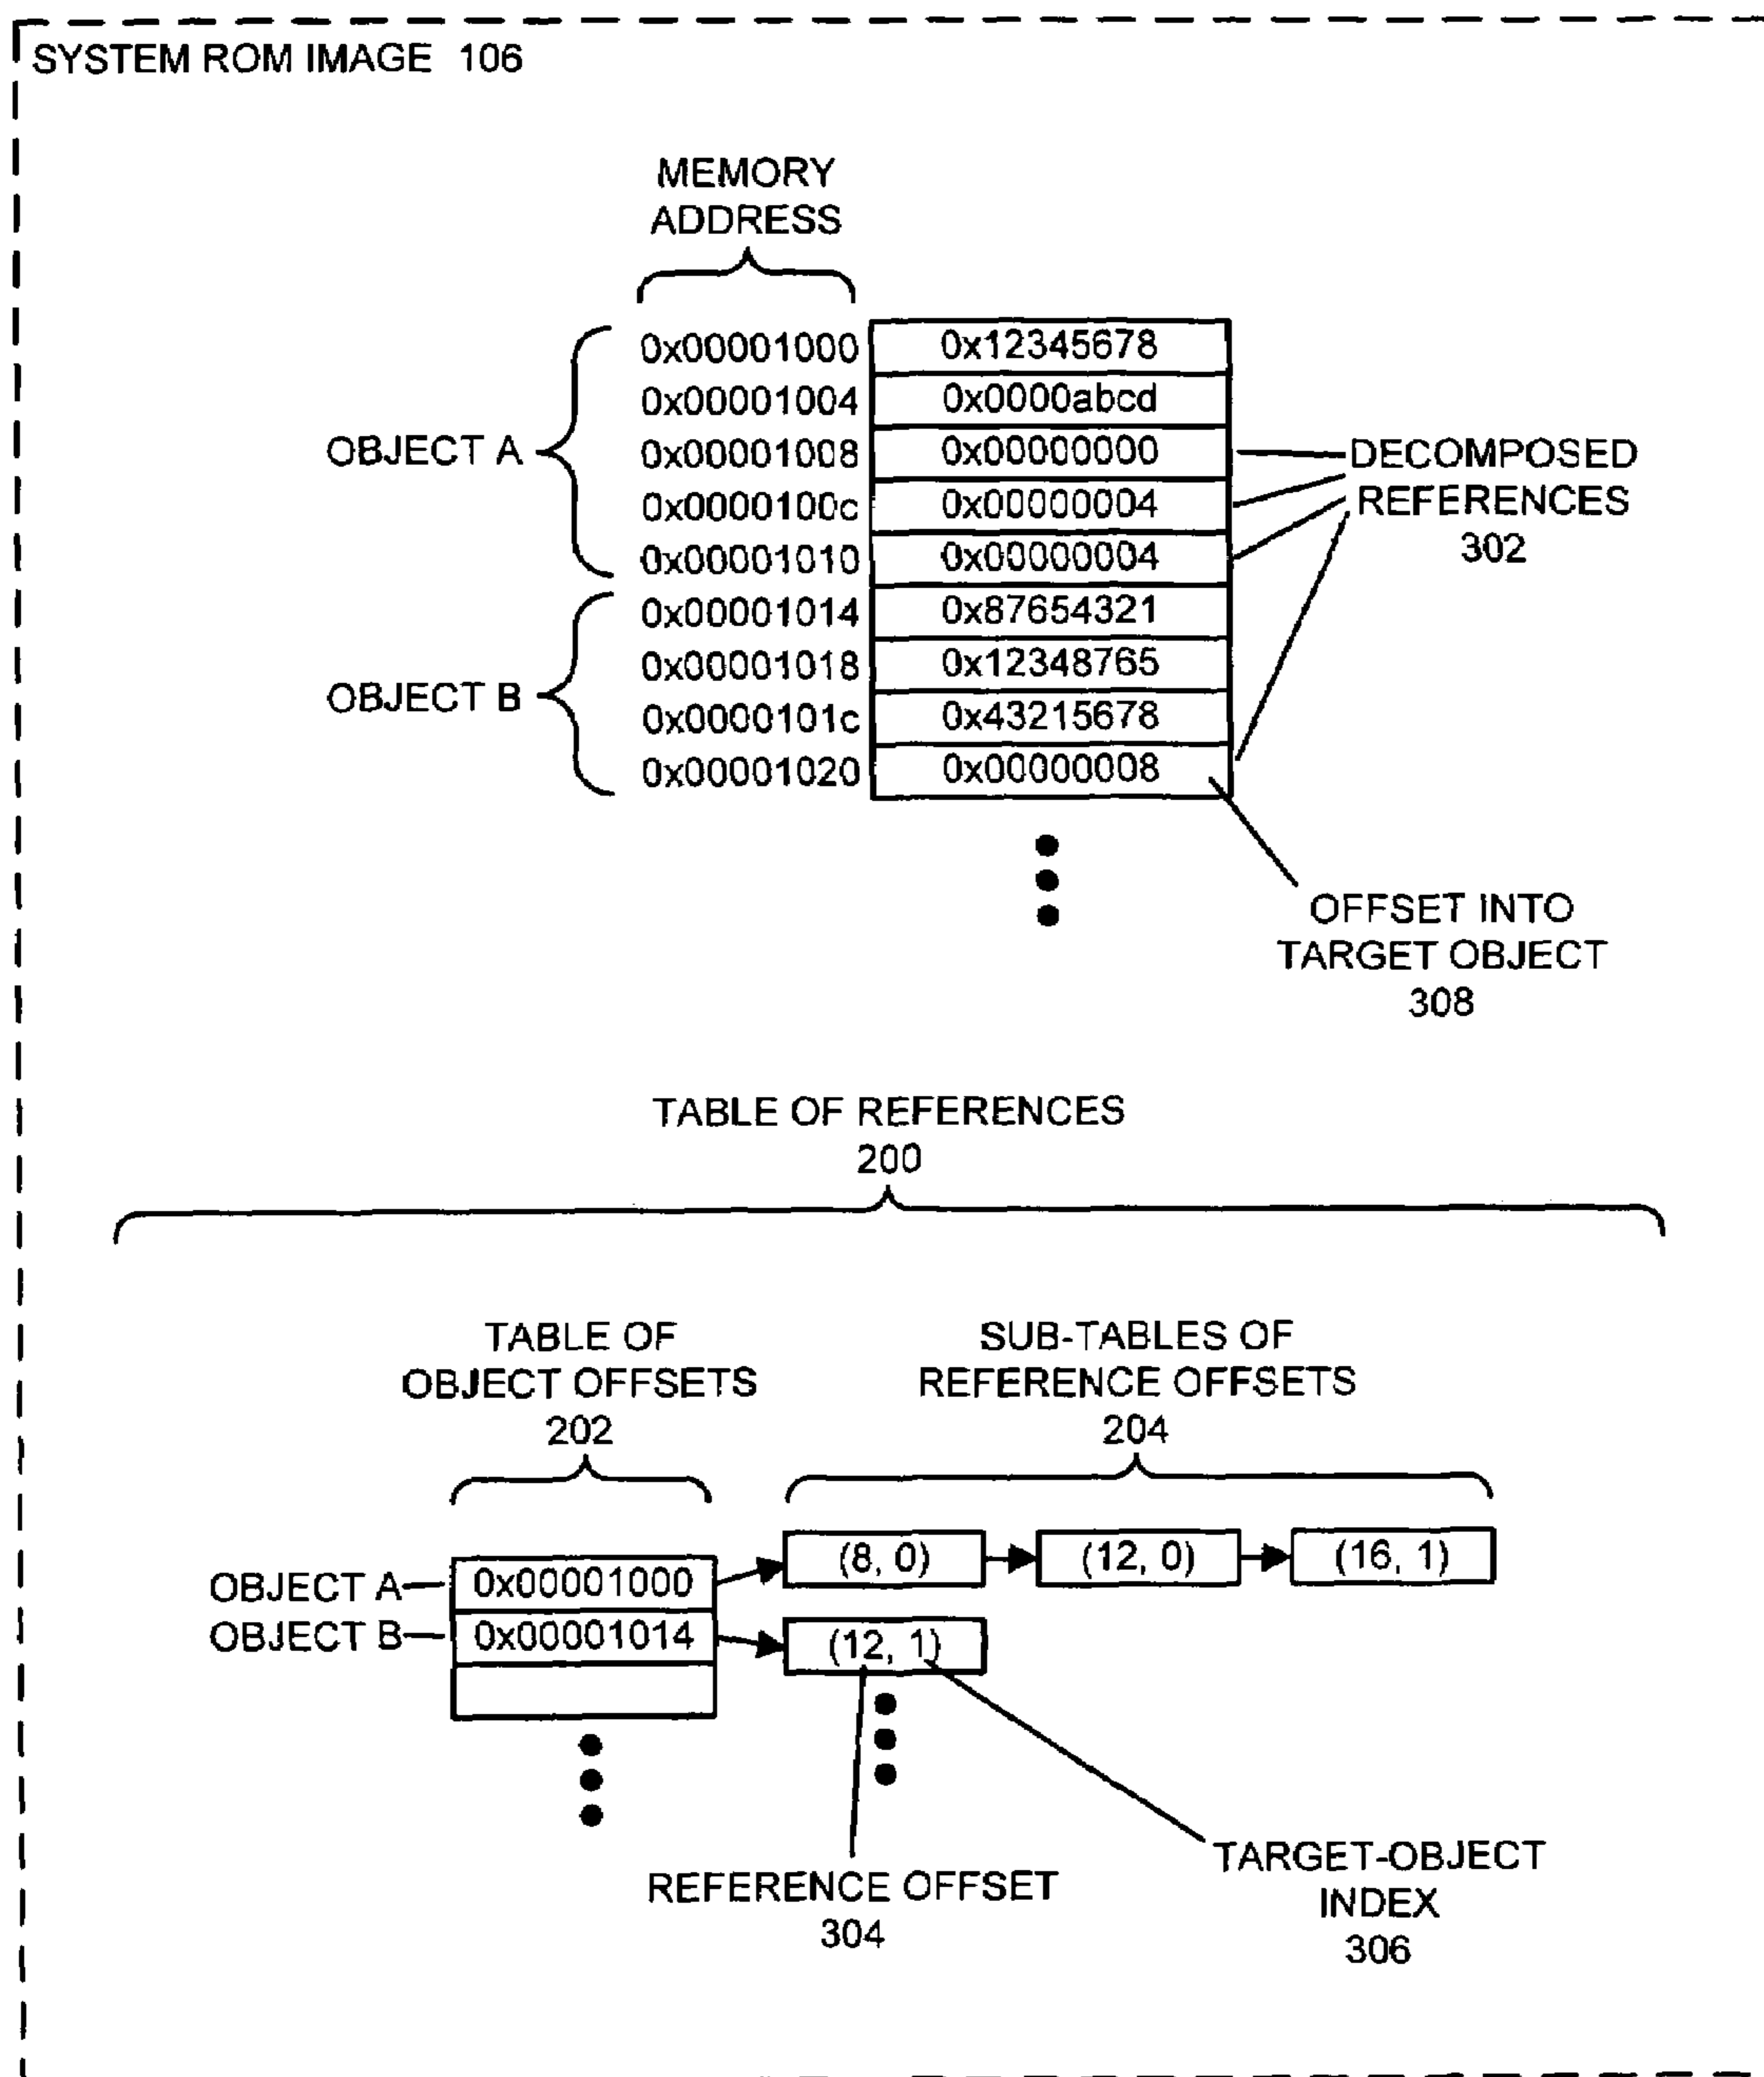 SYSTEM ROM IMAGE 106
MEMORY
ADDRESS
0x00001000 0x12345678
0x00001004 0x0000abcd
OBJECT A 0x00001008 0x00000000 DECOMPOSED
0x0000100c 0x00000004 REFERENCES
0x00001010 0x00000004 302
0x00001014 0x87654321
0x00001018 0x12348765
OBJECT B 0x0000101c 0x43215678
0x00001020 0x00000008
OFFSET INTO
TARGET OBJECT
308
TABLE OF REFERENCES
200
TABLE OF
OBJECT OFFSETS
202
SUB-TABLES OF
REFERENCE OFFSETS
204
OBJECT A 0x00001000 (8, 0) (12, 0) (16, 1)
OBJECT B 0x00001014 (12, 1)
REFERENCE OFFSET
304
TARGET-OBJECT
INDEX
306